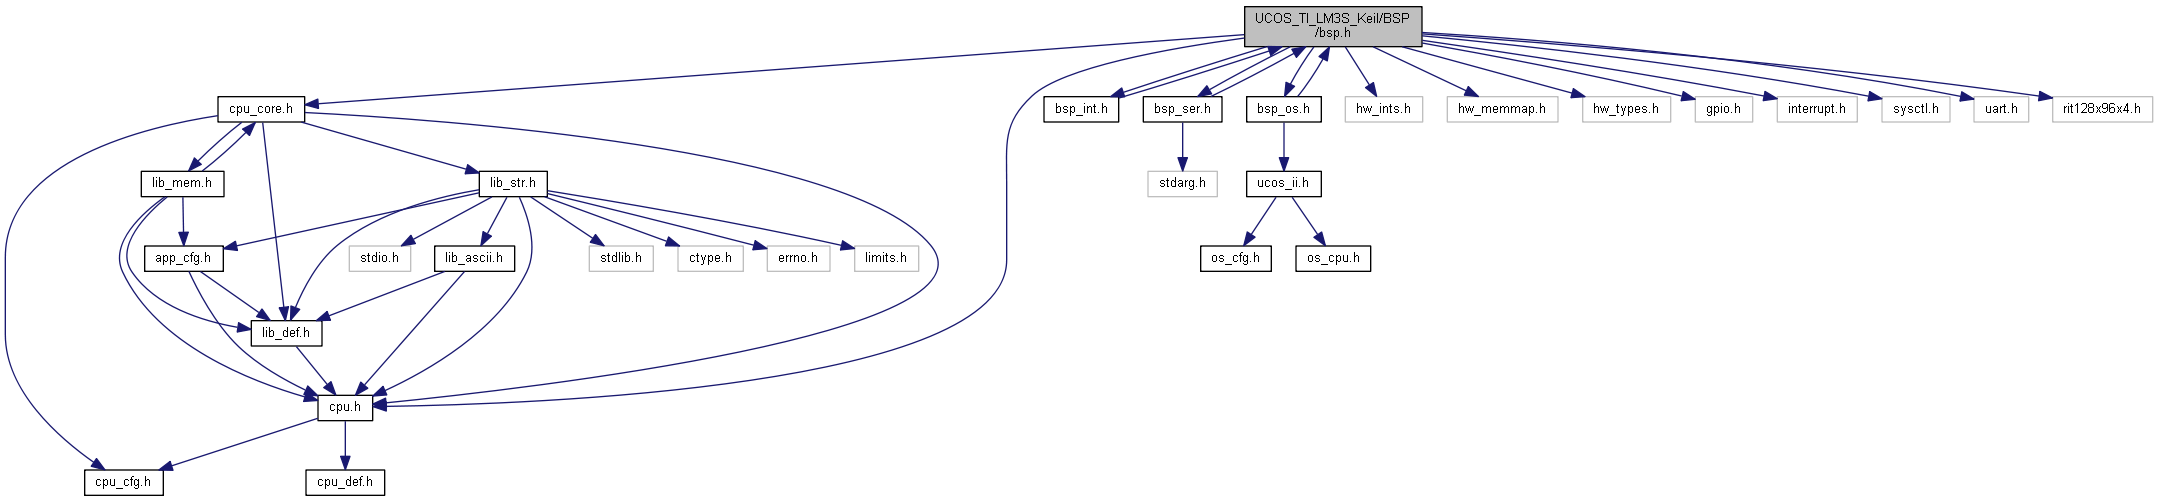 UCOS_TI_LM3S_Keil/BSP
/bsp.h
cpu_core.h
bsp_int.h
bsp_ser.h
bsp_os.h
hw_ints.h
hw_memmap.h
hw_types.h
gpio.h
interrupt.h
sysctl.h
uart.h
rit128x96x4.h
lib_mem.h
lib_str.h
stdarg.h
ucos_ii.h
app_cfg.h
stdio.h
lib_ascii.h
stdlib.h
ctype.h
errno.h
limits.h
os_cfg.h
os_cpu.h
lib_def.h
cpu.h
cpu_cfg.h
cpu_def.h